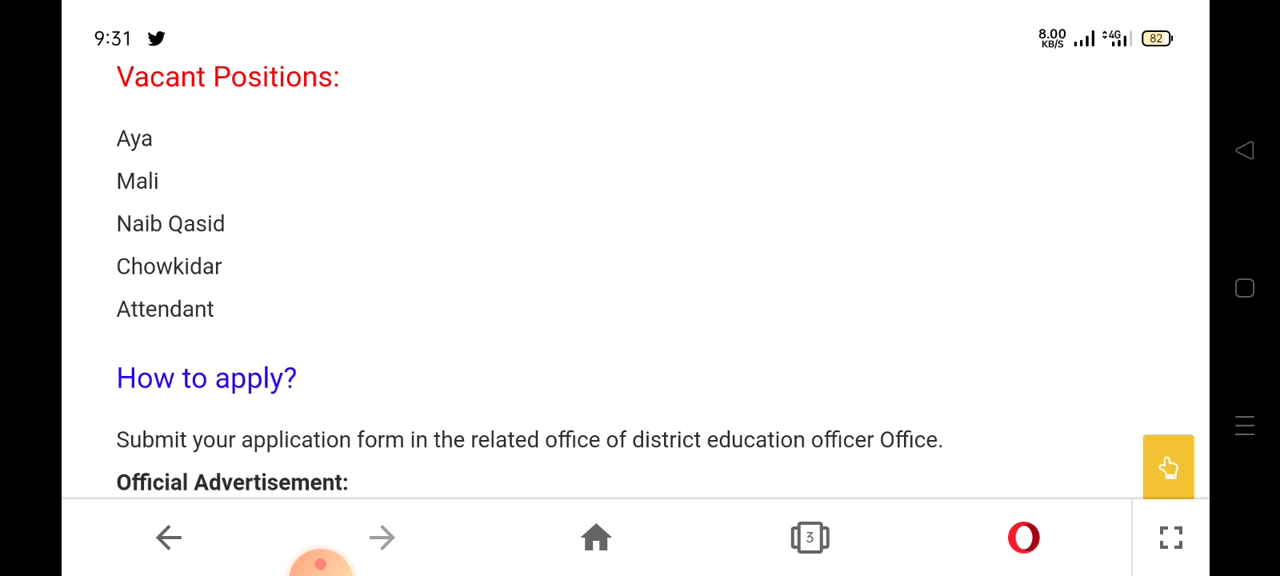 9:31
8.00
KB/S
4G
82
Vacant Positions:
Aya
Mali
Naib Qasid
Chowkidar
Attendant
How to apply?
Submit your application form in the related office of district education officer Office.
Official Advertisement:
3